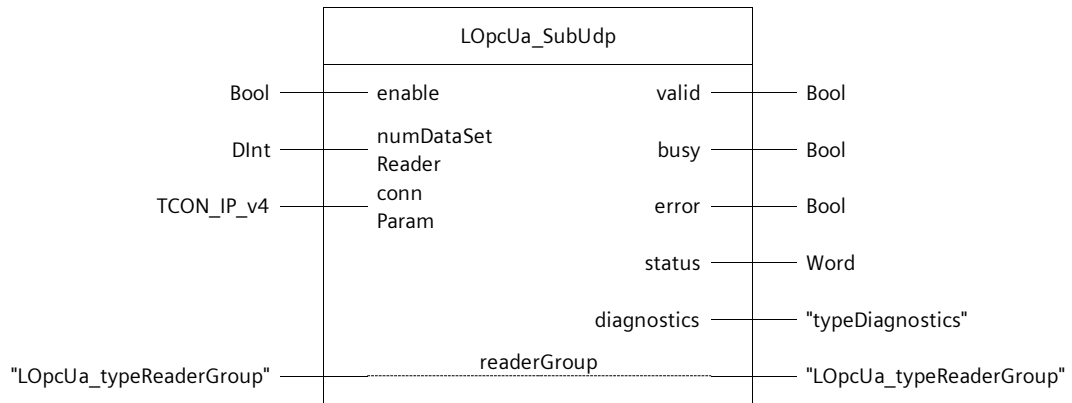 LOpcUa_SubUdp
Bool enable valid Bool
DInt numDataSet
Reader busy Bool
TCON_IP_v4 conn
Param error Bool
status Word
diagnostics "typeDiagnostics"
readerGroup
"LOpcUa_typeReaderGroup" "LOpcUa_typeReaderGroup"